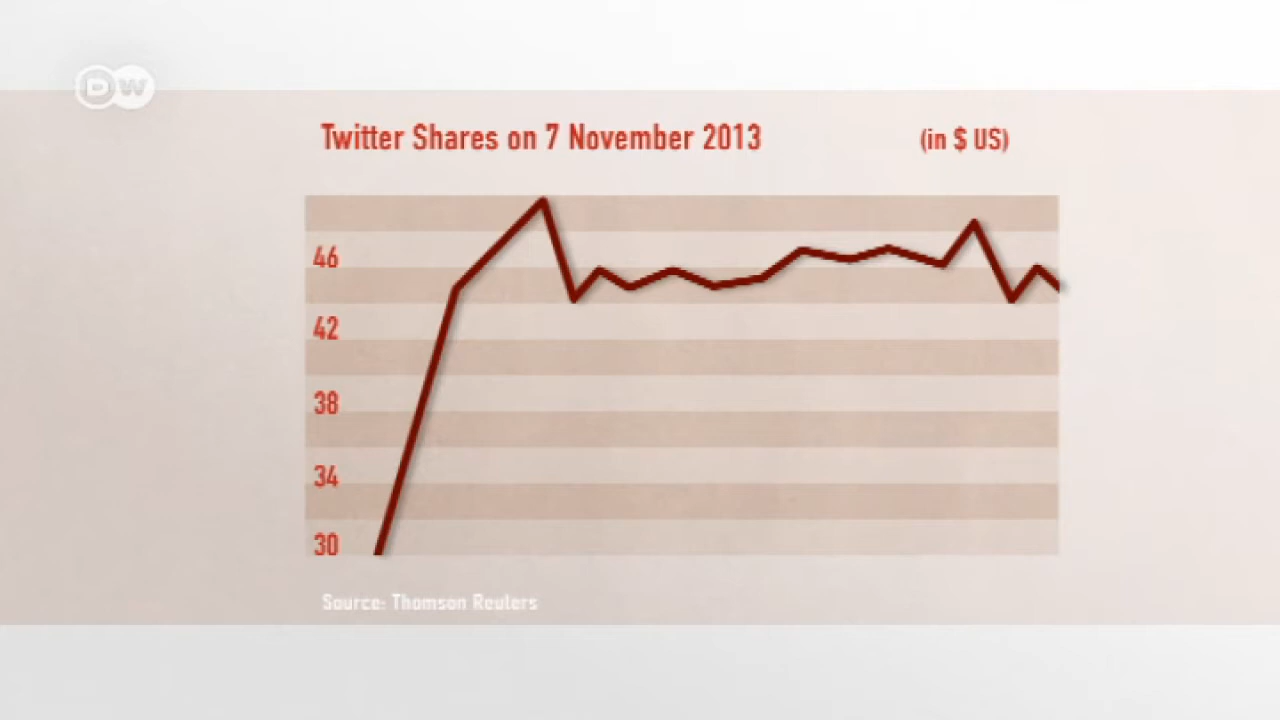 DW
Twitter Shares on 7 November 2013 (in $ US)
46
42
38
34
30
Source: Thomson Reuters